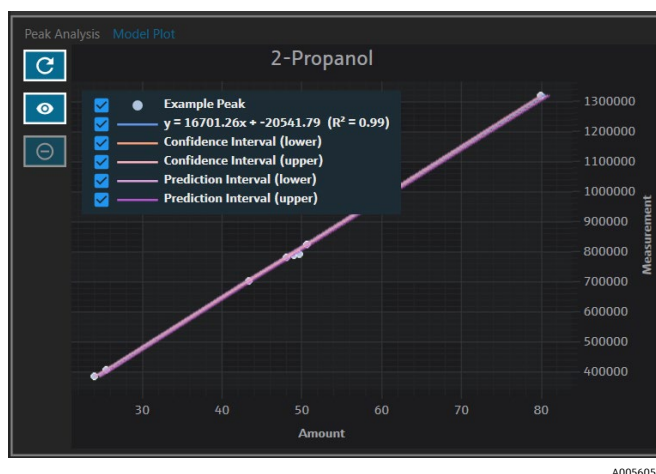 Peak Analysis Model Plot
2-Propanol
Example Peak
y = 16701.26x + -20541.79 (R² = 0.99)
Confidence Interval (lower)
Confidence Interval (upper)
Prediction Interval (lower)
Prediction Interval (upper)
1300000
1200000
1100000
1000000
900000
800000
700000
600000
500000
400000
Measurement
30 40 50 60 70 80
Amount
A005605